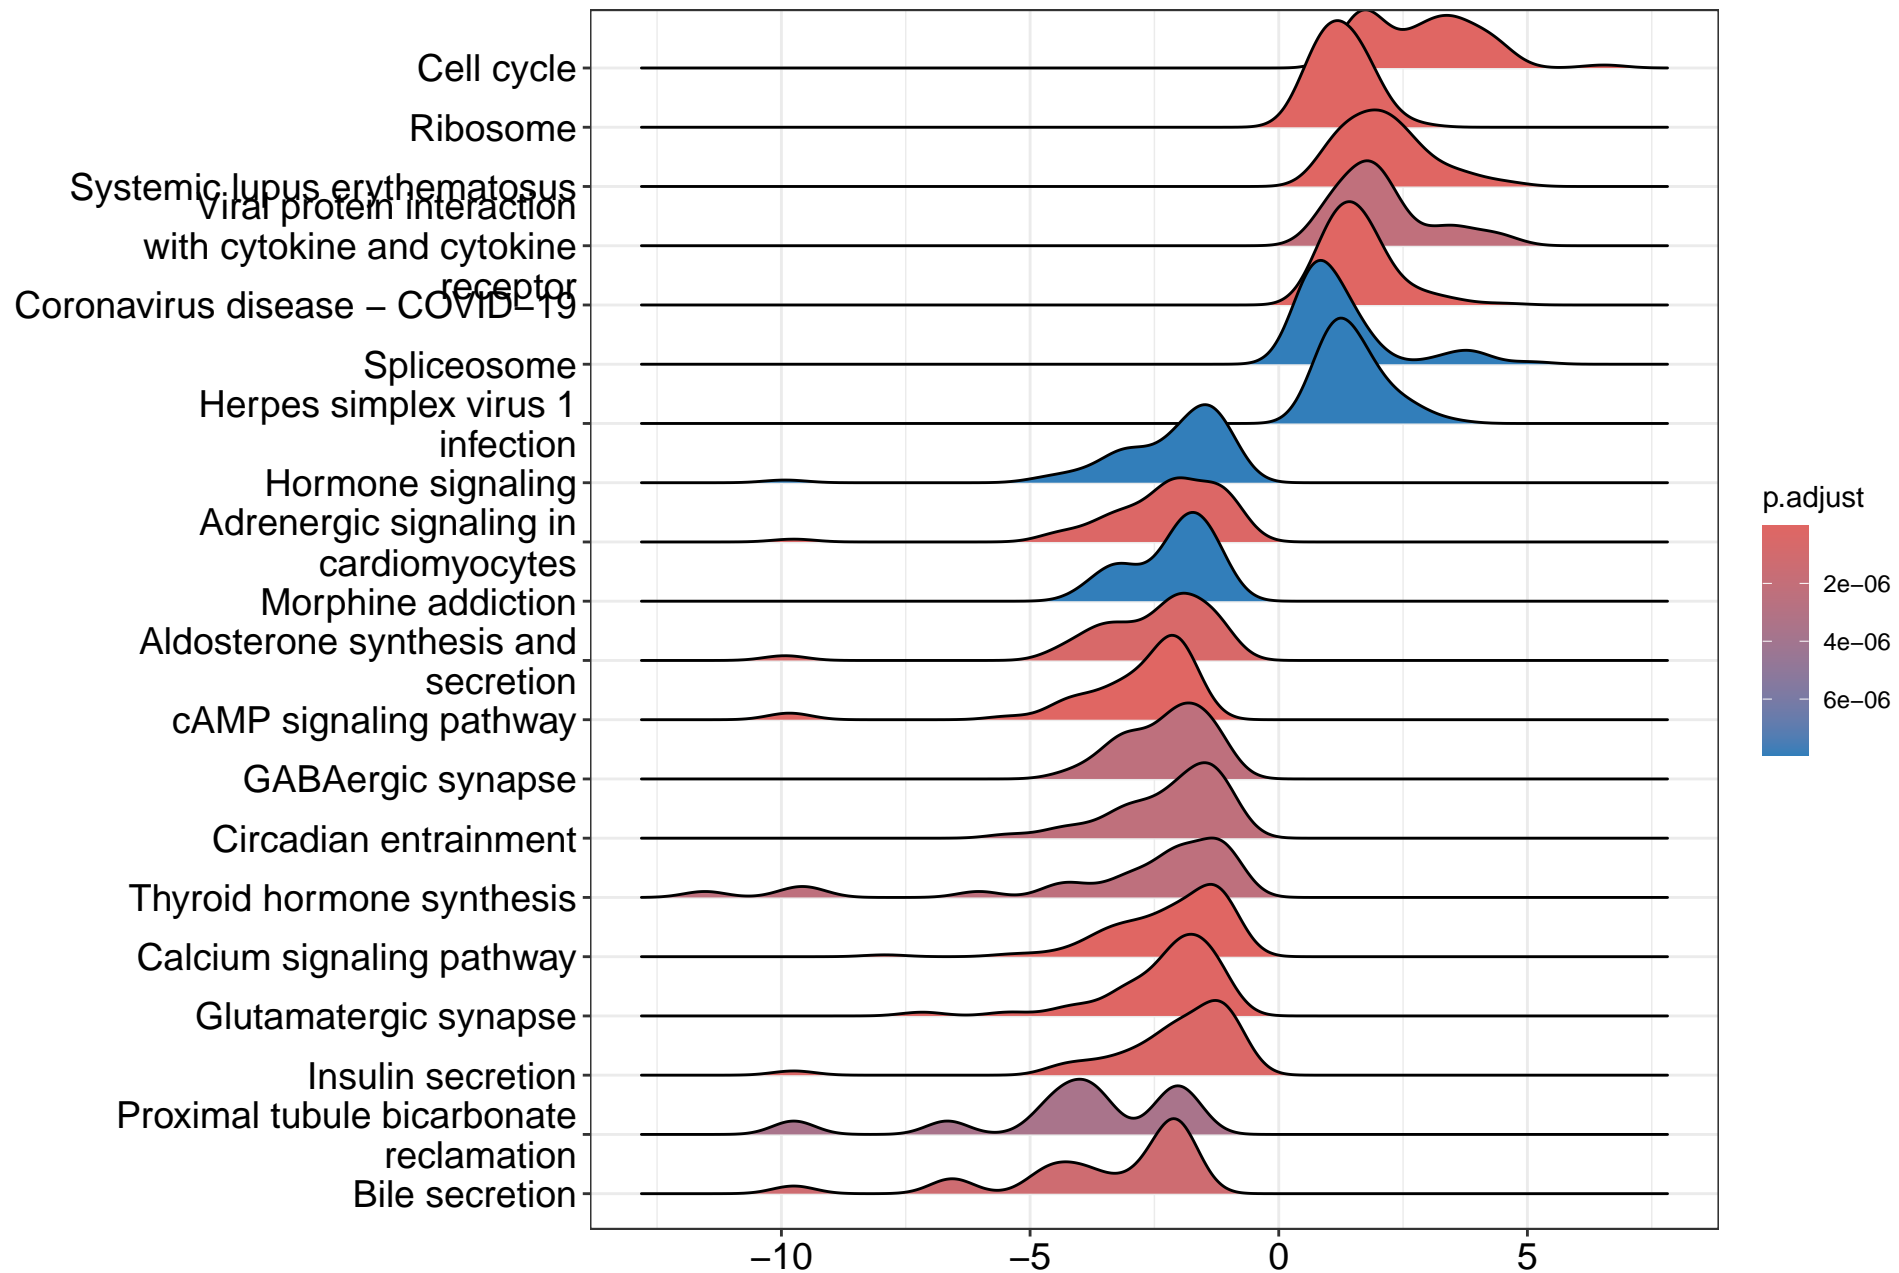 Cell cycle
Ribosome
Systemic lupus erythematosus
Viral protein interaction
with cytokine and cytokine
receptor
Coronavirus disease – COVID−19
Spliceosome
Herpes simplex virus 1
infection
Hormone signaling
Adrenergic signaling in
cardiomyocytes
Morphine addiction
Aldosterone synthesis and
secretion
cAMP signaling pathway
GABAergic synapse
Circadian entrainment
Thyroid hormone synthesis
Calcium signaling pathway
Glutamatergic synapse
Insulin secretion
Proximal tubule bicarbonate
reclamation
Bile secretion
−10 −5 0 5
p.adjust
2e−06
4e−06
6e−06